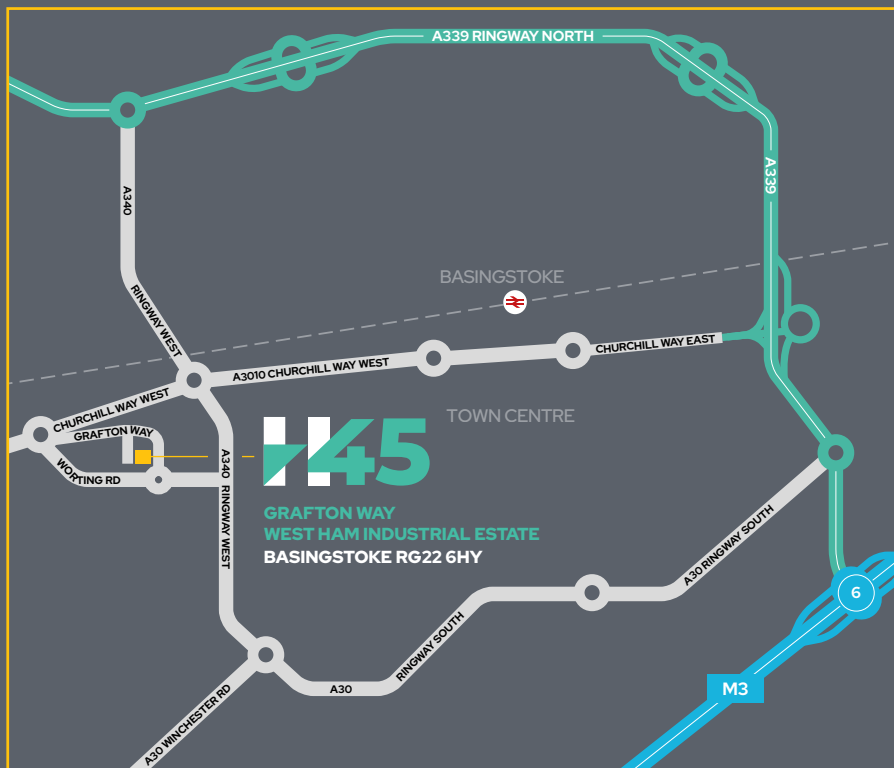 A339 RINGWAY NORTH
A339
A340
RINGWAY WEST
BASINGSTOKE
CHURCHILL WAY EAST
A3010 CHURCHILL WAY WEST
CHURCHILL WAY WEST
GRAFTON WAY
WORTING RD
A340 RINGWAY WEST
TOWN CENTRE
H45
GRAFTON WAY
WEST HAM INDUSTRIAL ESTATE
BASINGSTOKE RG22 6HY
A30 RINGWAY SOUTH
6
RINGWAY SOUTH
A30
A30 WINCHESTER RD
M3